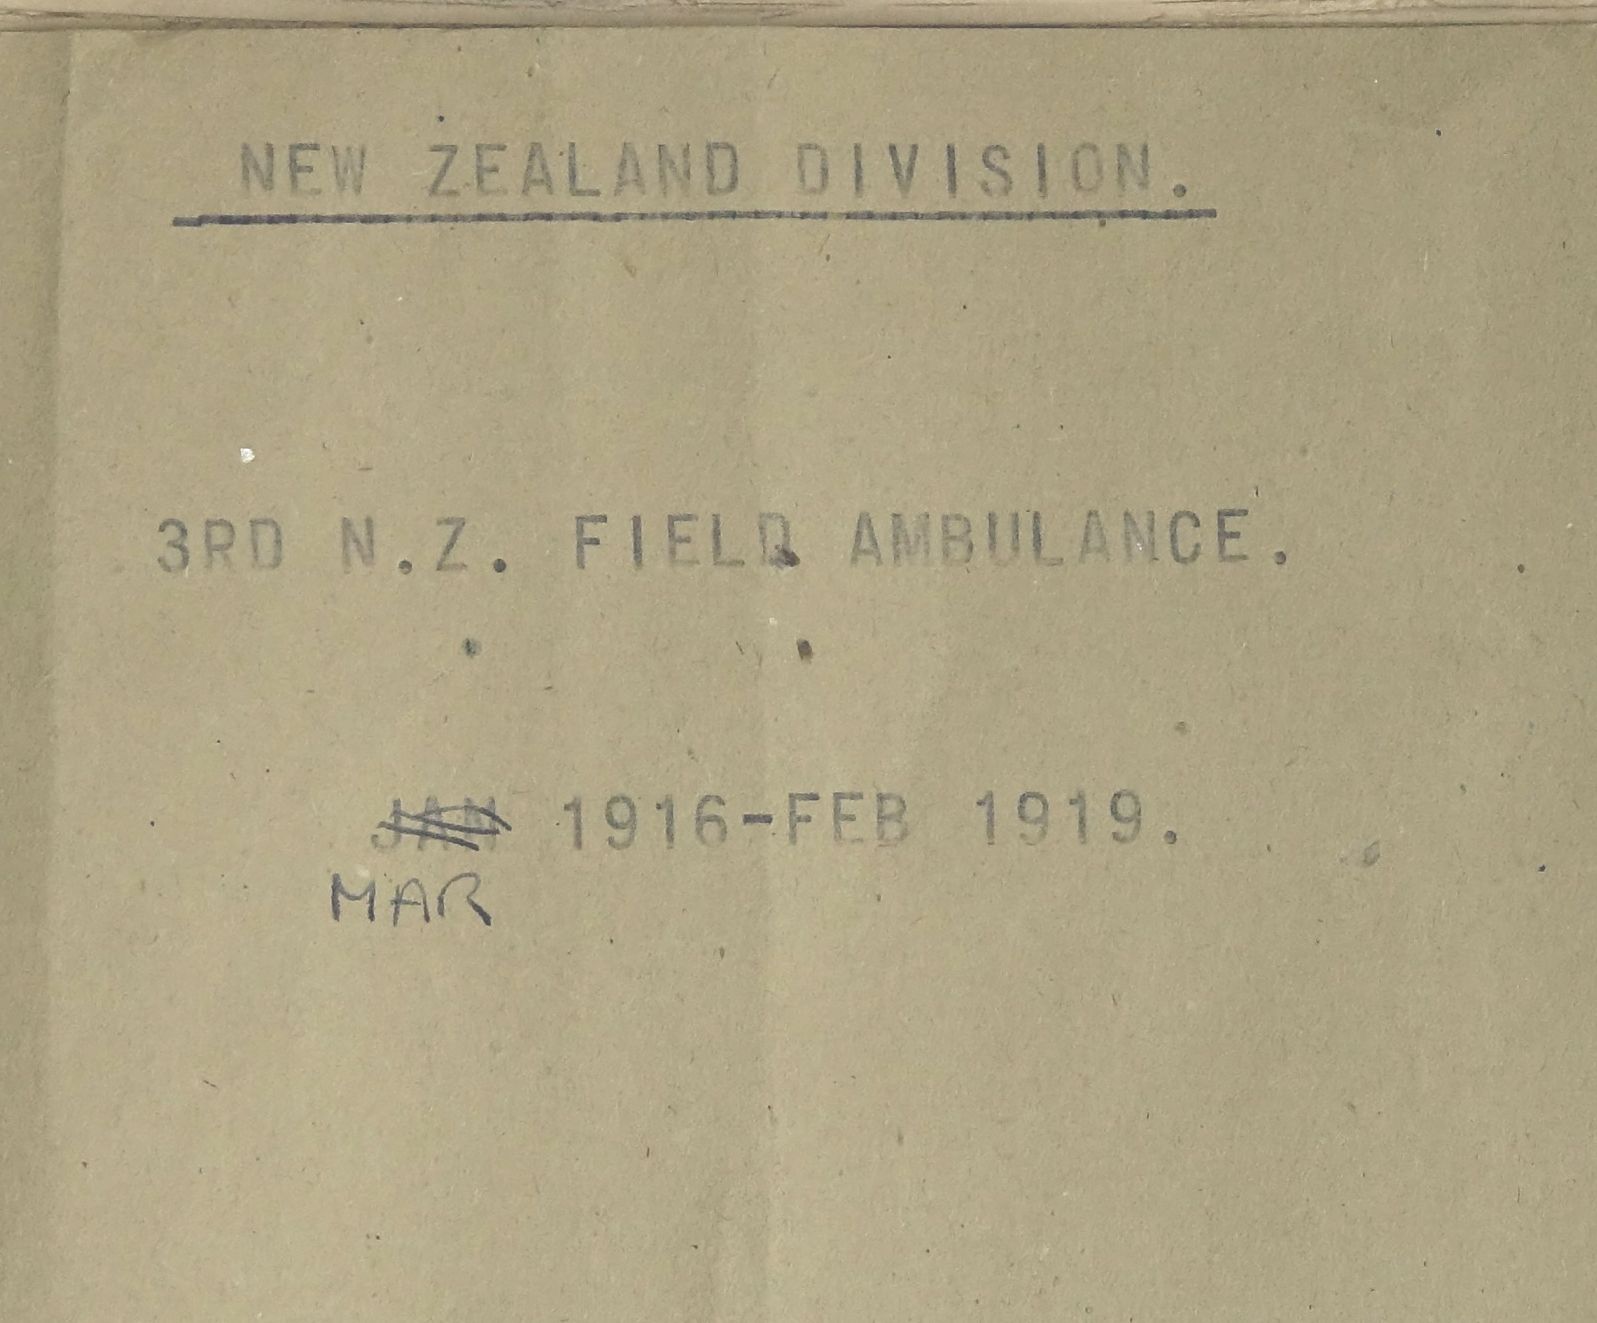 NEW ZEALAND DIVISION.
3RD N.Z. FIELD AMBULANCE.
JAN 1916-FEB 1919.
MAR